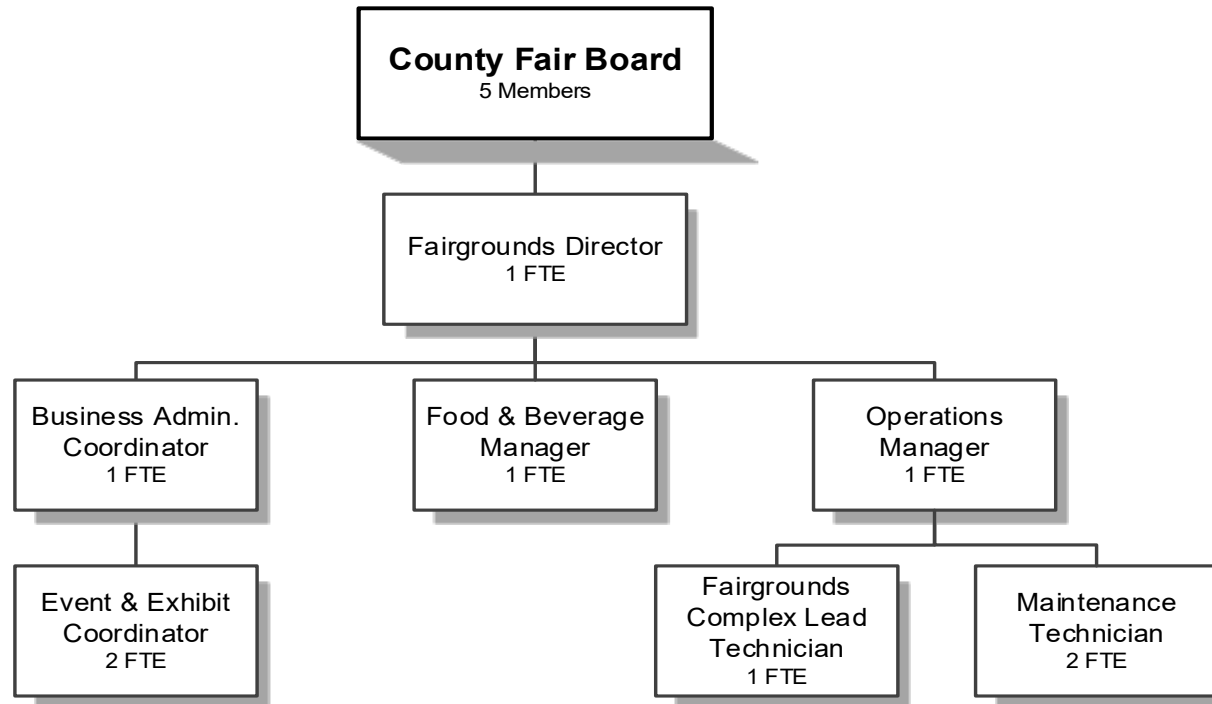 County Fair Board
5 Members
Fairgrounds Director
1 FTE
Business Admin.
Coordinator
1 FTE
Food & Beverage
Manager
1 FTE
Operations
Manager
1 FTE
Event & Exhibit
Coordinator
2 FTE
Fairgrounds
Complex Lead
Technician
1 FTE
Maintenance
Technician
2 FTE